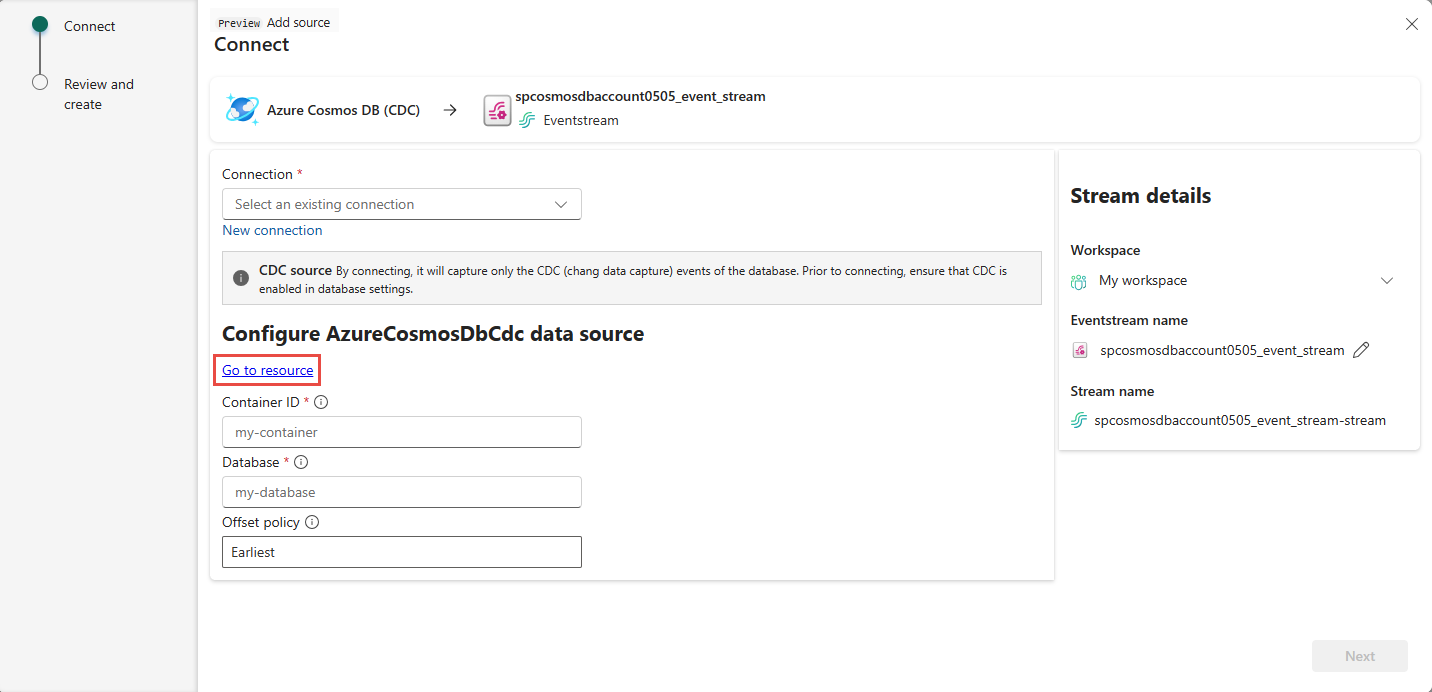 Connect
Review and
create
Preview Add source
Connect
Azure Cosmos DB (CDC)
spcosmosdbaccount0505_event_stream
Eventstream
Connection *
Select an existing connection
New connection
CDC source By connecting, it will capture only the CDC (chang data capture) events of the database. Prior to connecting, ensure that CDC is
enabled in database settings.
Configure AzureCosmosDbCdc data source
Go to resource
Container ID *
my-container
Database *
my-database
Offset policy
Earliest
Stream details
Workspace
My workspace
Eventstream name
spcosmosdbaccount0505_event_stream
Stream name
spcosmosdbaccount0505_event_stream-stream
Next